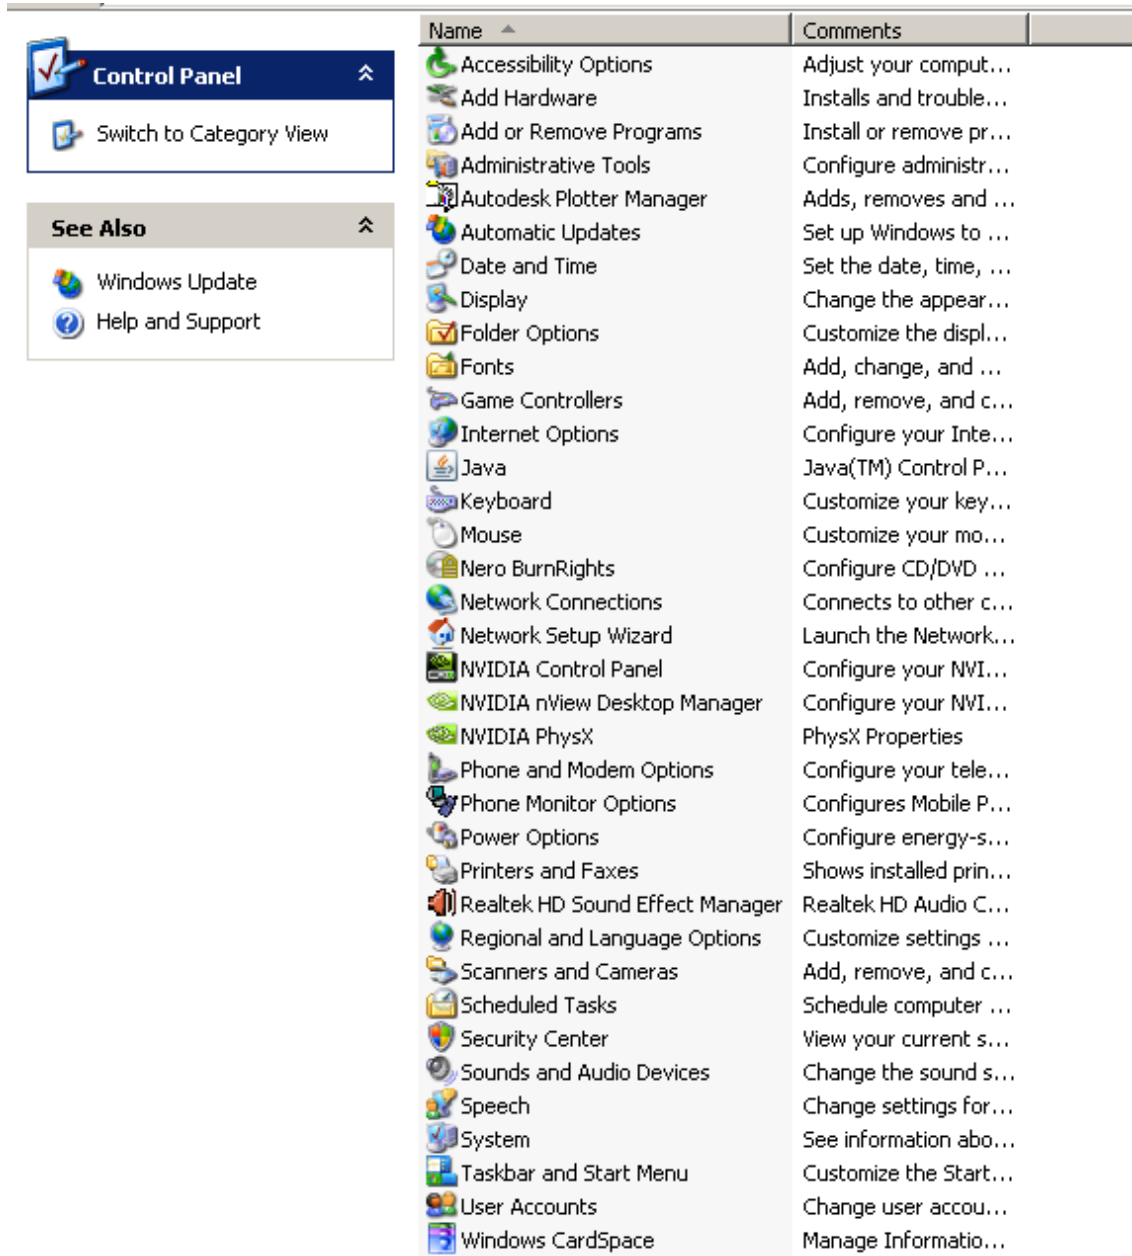 Control Panel
Switch to Category View
See Also
Windows Update
Help and Support
Name Comments
Accessibility Options Adjust your comput...
Add Hardware Installs and trouble...
Add or Remove Programs Install or remove pr...
Administrative Tools Configure administr...
Autodesk Plotter Manager Adds, removes and ...
Automatic Updates Set up Windows to ...
Date and Time Set the date, time, ...
Display Change the appear...
Folder Options Customize the displ...
Fonts Add, change, and ...
Game Controllers Add, remove, and c...
Internet Options Configure your Inte...
Java Java(TM) Control P...
Keyboard Customize your key...
Mouse Customize your mo...
Nero BurnRights Configure CD/DVD ...
Network Connections Connects to other c...
Network Setup Wizard Launch the Network...
NVIDIA Control Panel Configure your NVI...
NVIDIA nView Desktop Manager Configure your NVI...
NVIDIA PhysX PhysX Properties
Phone and Modem Options Configure your tele...
Phone Monitor Options Configures Mobile P...
Power Options Configure energy-s...
Printers and Faxes Shows installed prin...
Realtek HD Sound Effect Manager Realtek HD Audio C...
Regional and Language Options Customize settings ...
Scanners and Cameras Add, remove, and c...
Scheduled Tasks Schedule computer ...
Security Center View your current s...
Sounds and Audio Devices Change the sound s...
Speech Change settings for...
System See information abo...
Taskbar and Start Menu Customize the Start...
User Accounts Change user accou...
Windows CardSpace Manage Informatio...